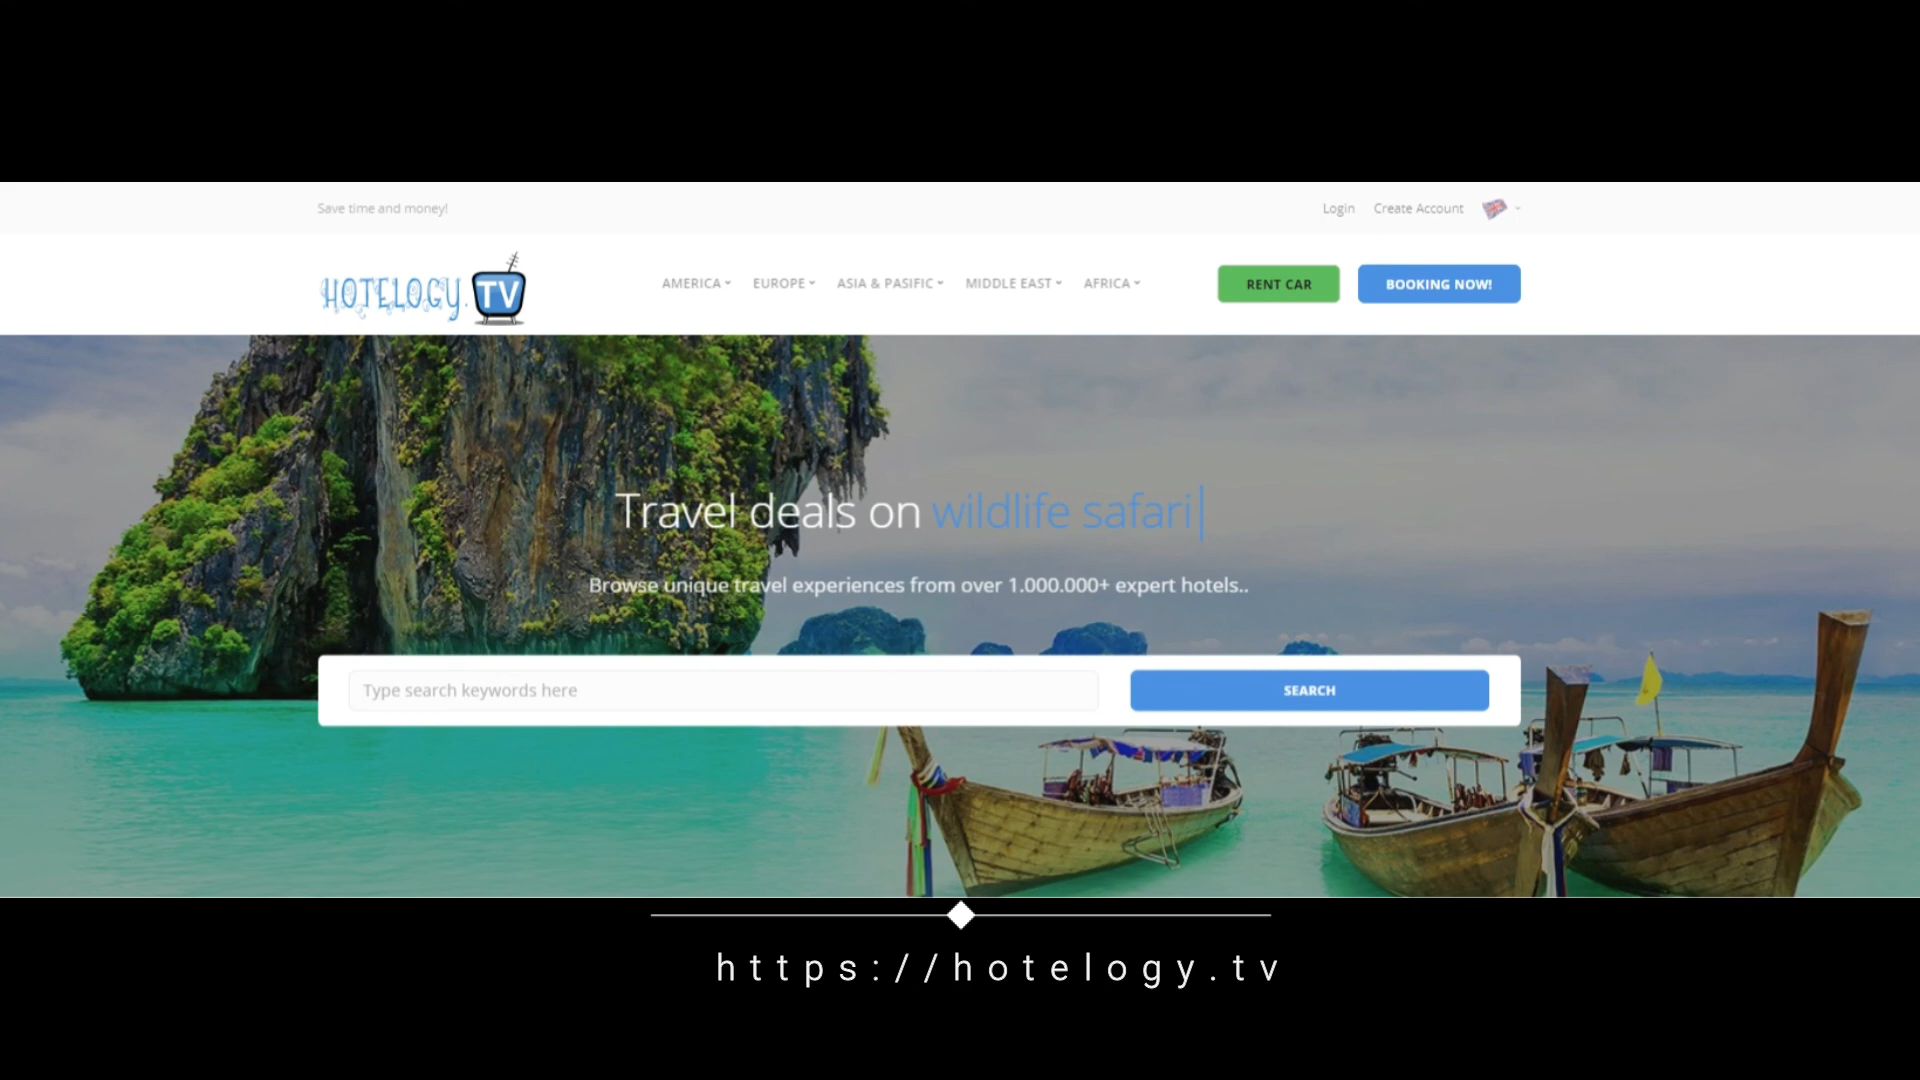 Save time and money!
Login Create Account
HOTELOGY.TV
AMERICA EUROPE ASIA & PASIFIC MIDDLE EAST AFRICA RENT CAR BOOKING NOW!
Travel deals on wildlife safari
Browse unique travel experiences from over 1.000.000+ expert hotels..
Type search keywords here SEARCH
https://hotelogy.tv